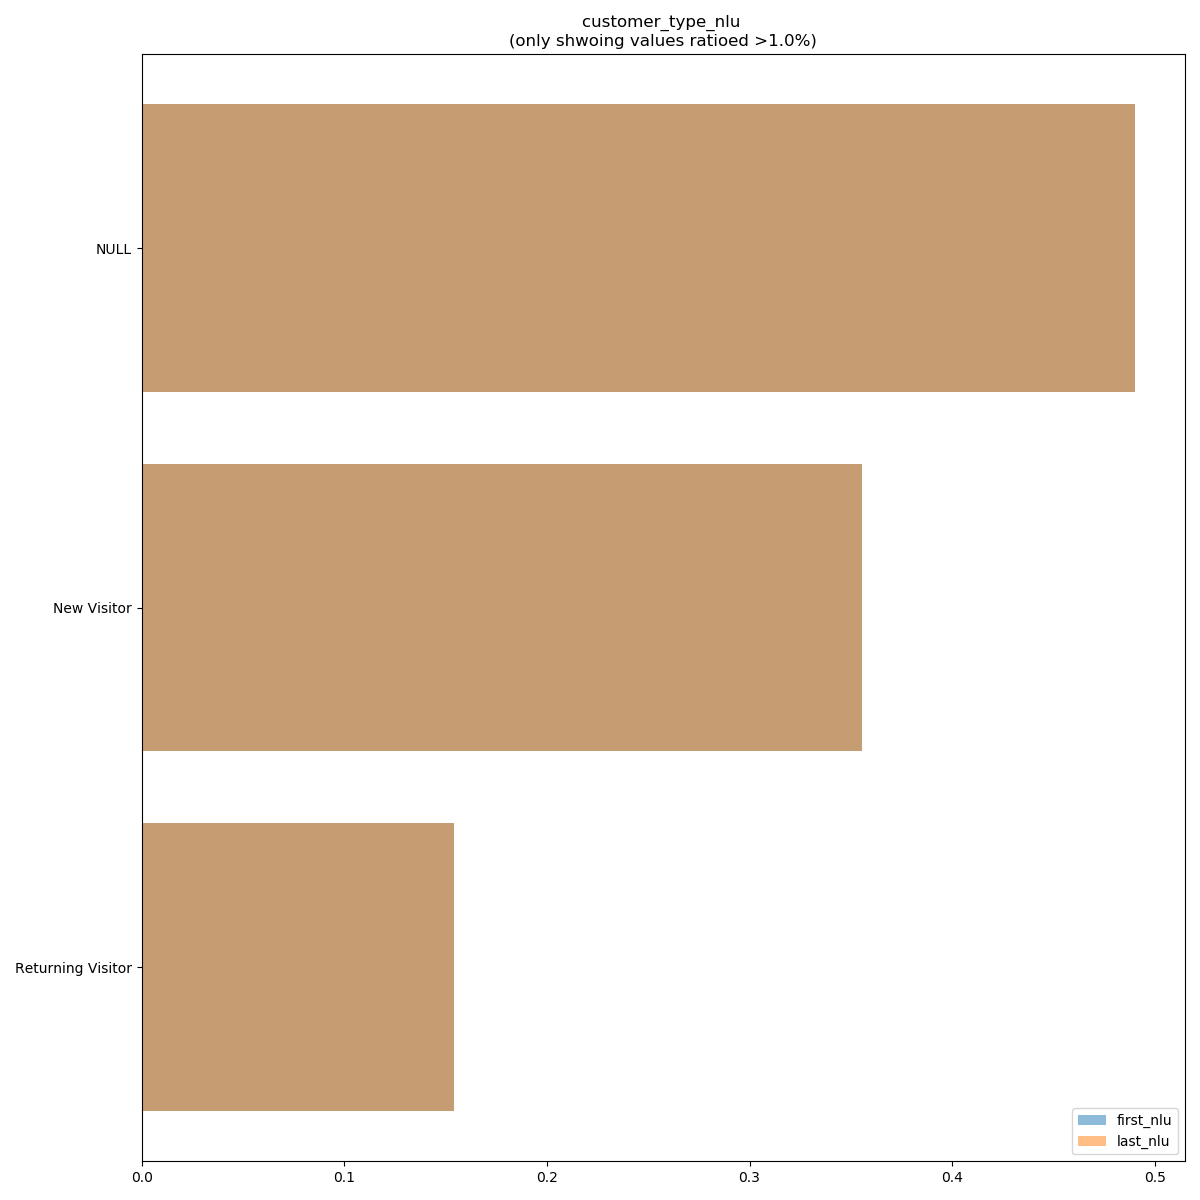 customer_type_nlu
(only shwoing values ratioed >1.0%)
NULL
New Visitor
Returning Visitor
first_nlu
last_nlu
0.0
0.1
0.2
0.3
0.4
0.5